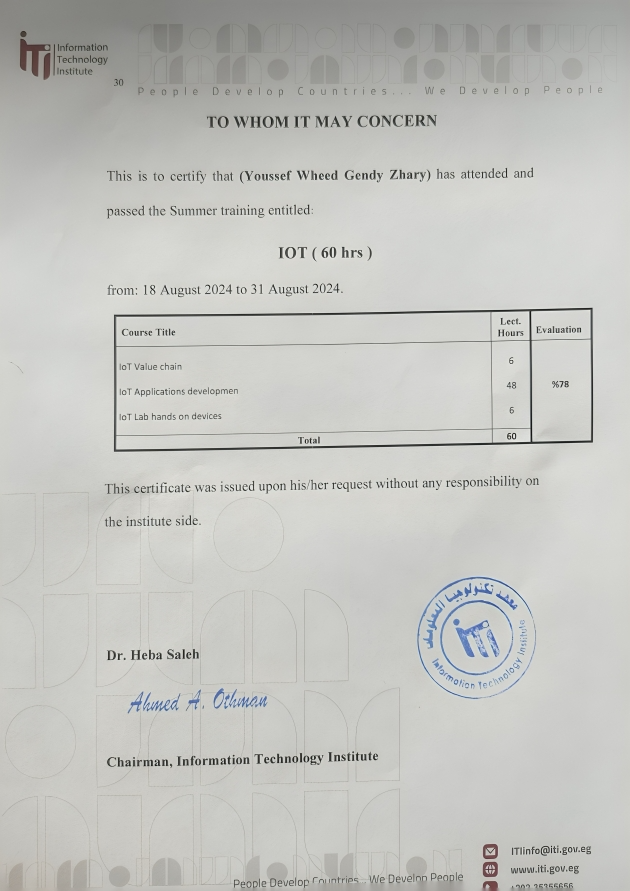 iTi
Information
Technology
Institute
30
People Develop Countries... We Develop People
TO WHOM IT MAY CONCERN
This is to certify that (Youssef Wheed Gendy Zhary) has attended and
passed the Summer training entitled:
IOT ( 60 hrs )
from: 18 August 2024 to 31 August 2024.
Course Title Lect. Hours Evaluation
IoT Value chain 6
IoT Applications developmen 48 %78
IoT Lab hands on devices 6
Total 60
This certificate was issued upon his/her request without any responsibility on
the institute side.
معهد تكنولوجيا المعلومات
iTi
Information Technology Institute
Dr. Heba Saleh
Ahmed A. Othman
Chairman, Information Technology Institute
ITIinfo@iti.gov.eg
www.iti.gov.eg
+202 35355656
People Develop Countries... We Develop People